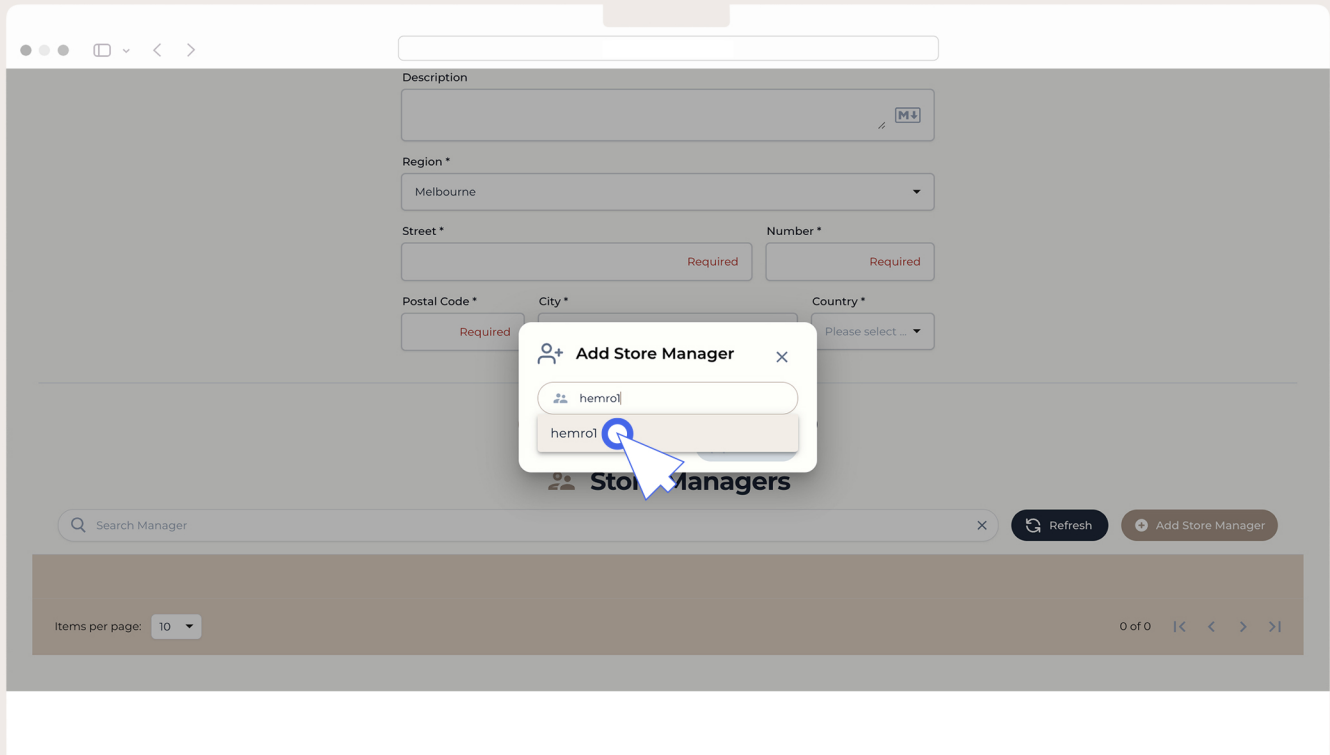 Description
M
Region *
Melbourne
Street *
Number *
Required
Required
Postal Code *
City *
Country *
Required
Please select ...
Add Store Manager
hemro1
hemro1
Store Managers
Search Manager
Refresh
Add Store Manager
Items per page:
10
0 of 0